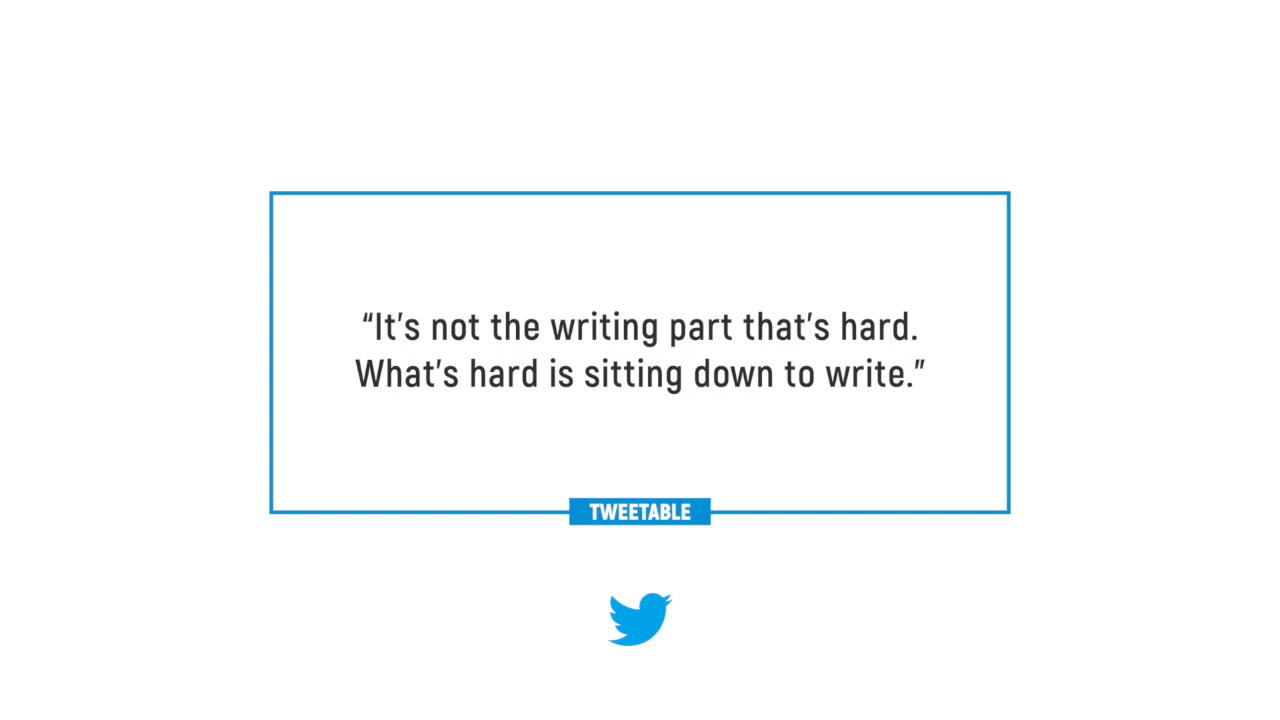 “It’s not the writing part that’s hard.
What’s hard is sitting down to write.”
TWEETABLE